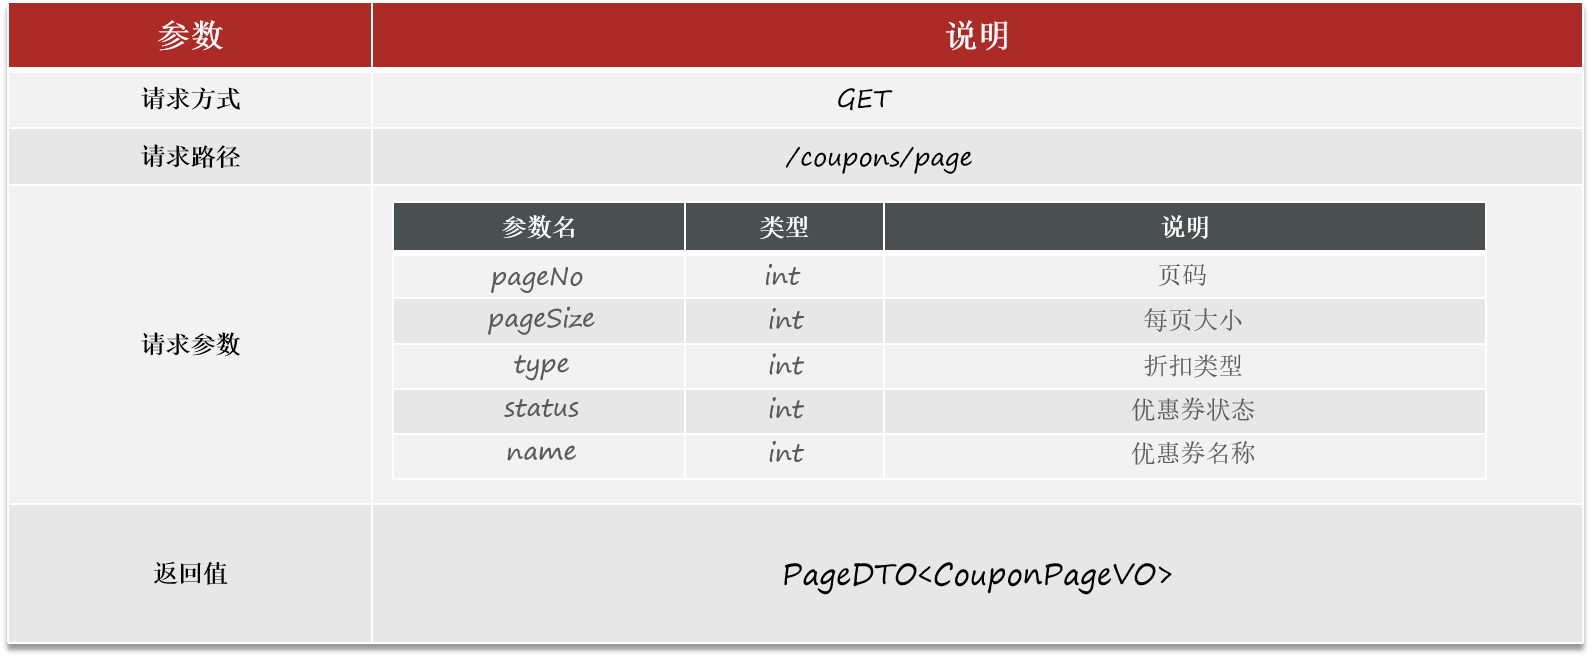 参数 说明
请求方式 GET
请求路径 /coupons/page
请求参数
参数名 类型 说明
pageNo int 页码
pageSize int 每页大小
type int 折扣类型
status int 优惠券状态
name int 优惠券名称
返回值 PageDTO<CouponPageVO>